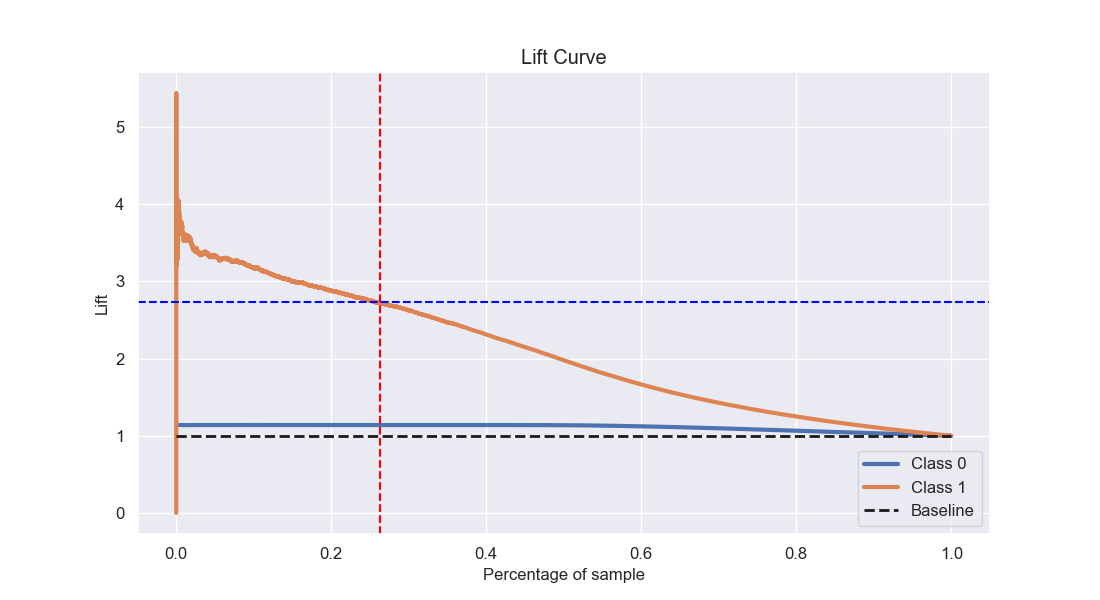 Lift Curve
Lift
5
4
3
2
1
0
0.0 0.2 0.4 0.6 0.8 1.0
Percentage of sample
Class 0
Class 1
Baseline